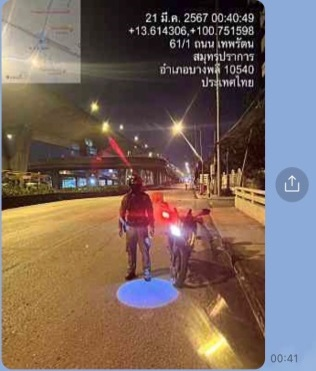 21 มี.ค. 2567 00:40:49
+13.614306,+100.751598
61/1 ถนน เทพรัตน
สมุทรปราการ
อำเภอบางพลี 10540
ประเทศไทย
00:41